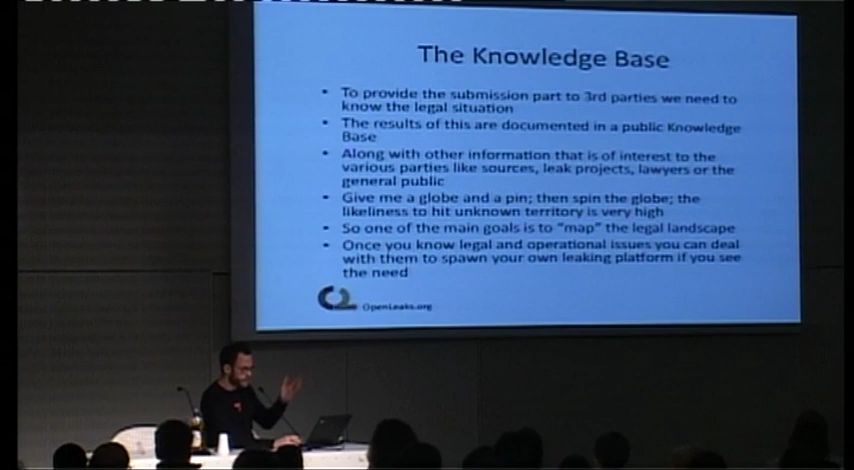 The Knowledge Base
• To provide the submission part to 3rd parties we need to
know the legal situation
• The results of this are documented in a public Knowledge
Base
• Along with other information that is of interest to the
various parties like sources, leak projects, lawyers or the
general public
• Give me a globe and a pin; then spin the globe; the
likeliness to hit unknown territory is very high
• So one of the main goals is to "map" the legal landscape
• Once you know legal and operational issues you can deal
with them to spawn your own leaking platform if you see
the need
OpenLeaks.org